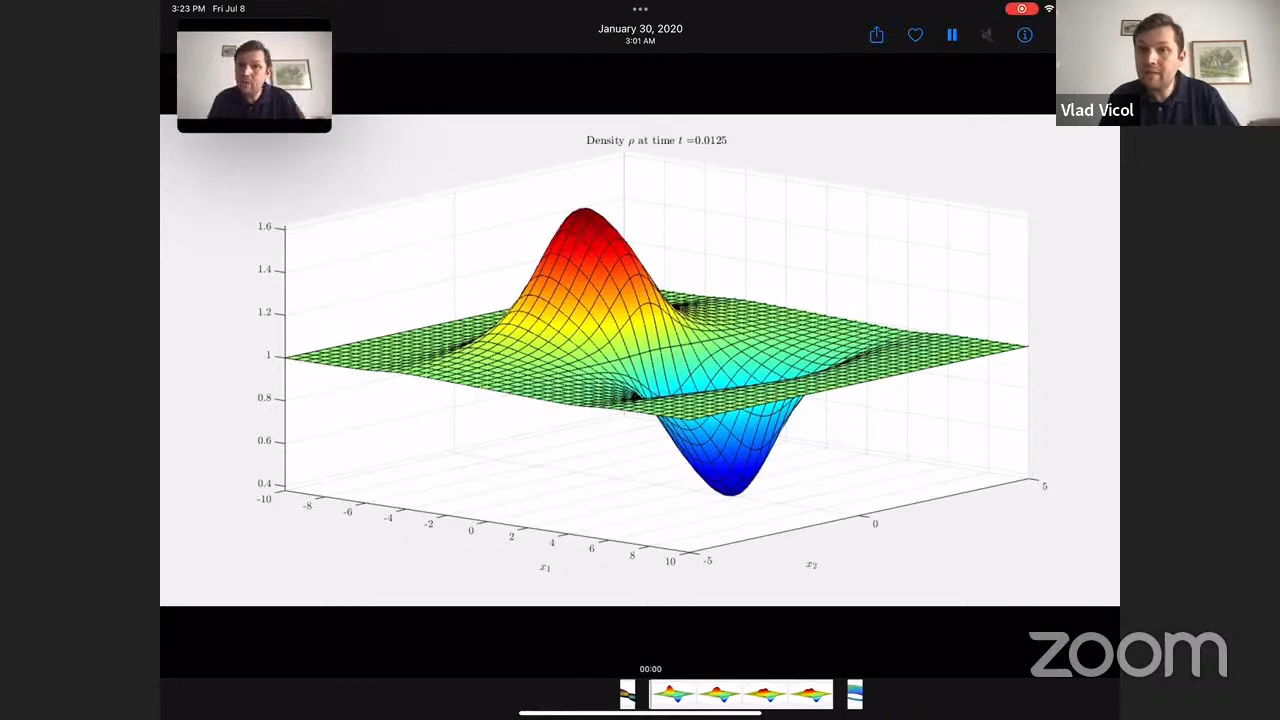 3:23 PM Fri Jul 8
January 30, 2020
3:01 AM
Vlad Vicol
Density ρ at time t =0.0125
1.6
1.4
1.2
1
0.8
0.6
0.4
-10
-8
-6
-4
-2
0
2
4
6
8
10
x₁
-5
0
5
x₂
00:00
zoom